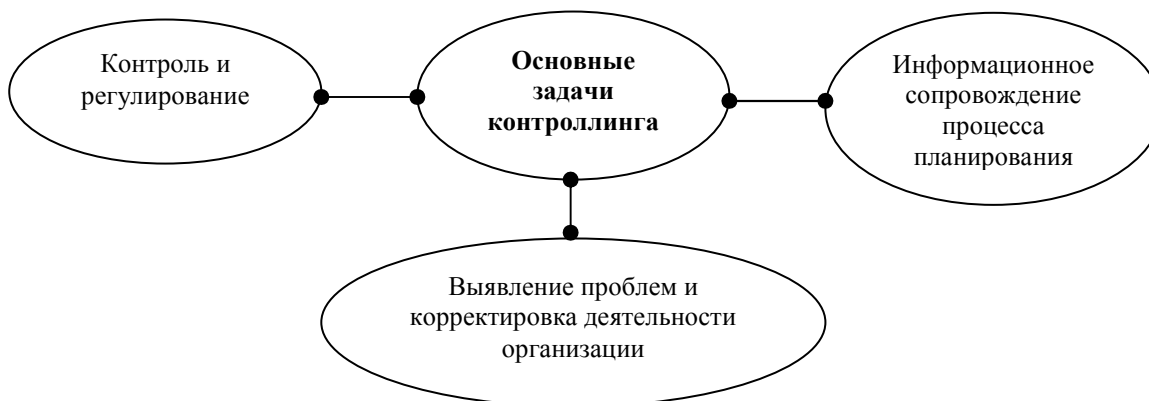 Контроль и
регулирование
Основные
задачи
контроллинга
Информационное
сопровождение
процесса
планирования
Выявление проблем и
корректировка деятельности
организации